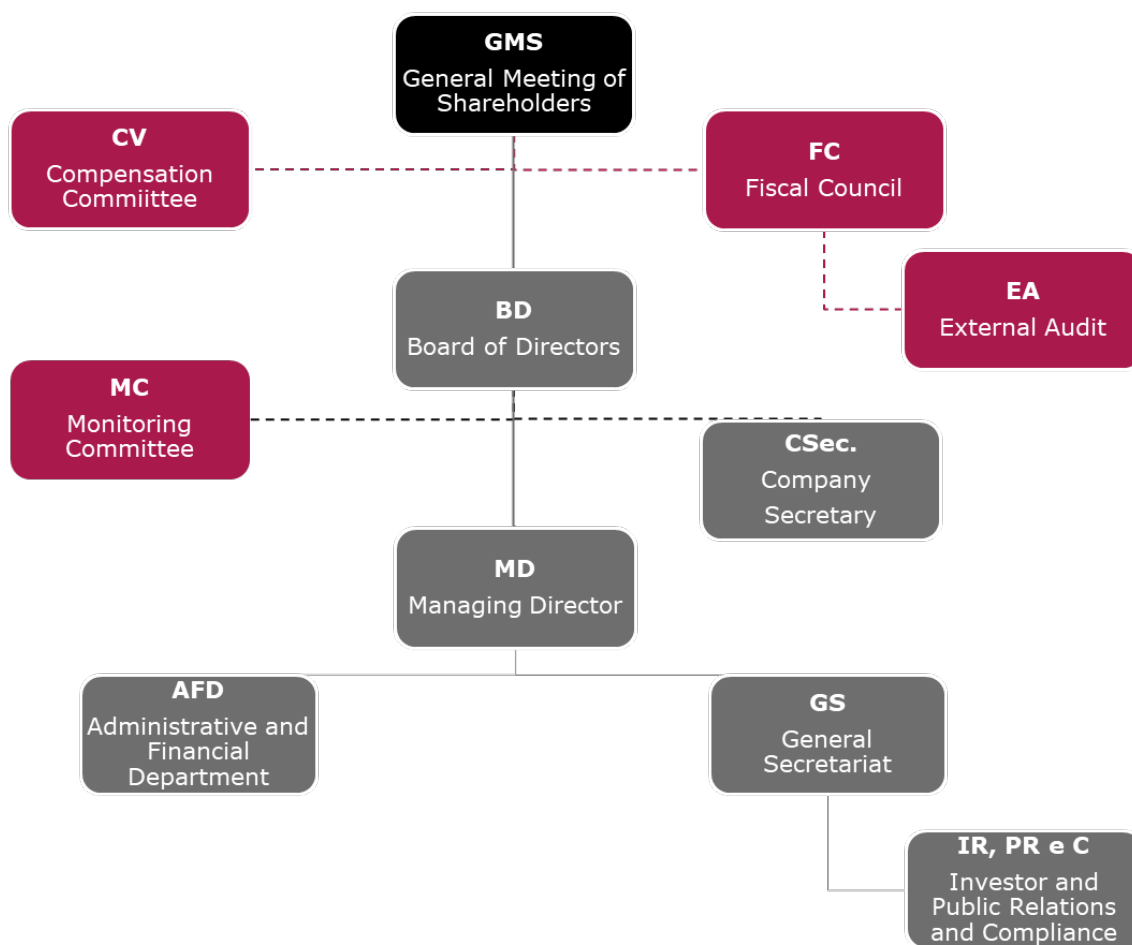 GMS
General Meeting of
Shareholders
CV
Compensation
Commiittee
FC
Fiscal Council
EA
External Audit
BD
Board of Directors
MC
Monitoring
Committee
CSec.
Company
Secretary
MD
Managing Director
AFD
Administrative and
Financial
Department
GS
General
Secretariat
IR, PR e C
Investor and
Public Relations
and Compliance